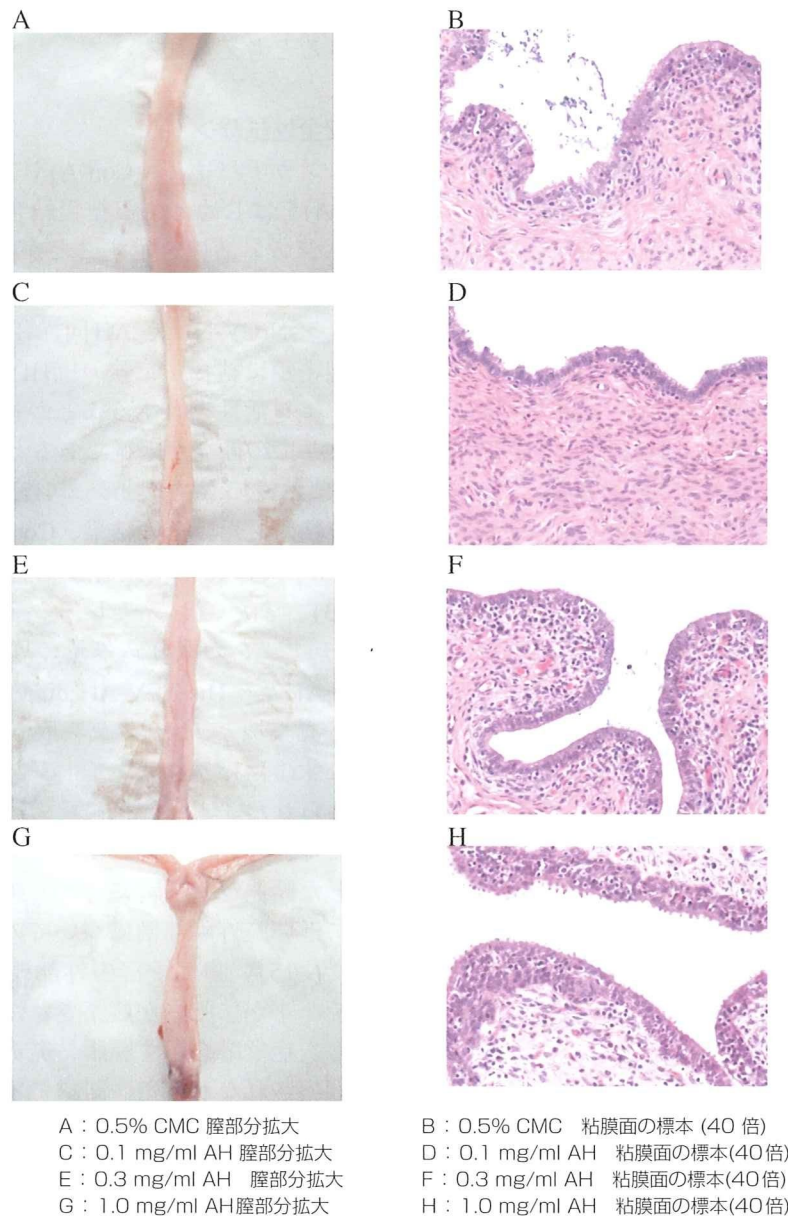 A
B
C
D
E
F
G
H
A : 0.5% CMC 膣部分拡大
C : 0.1 mg/ml AH 膣部分拡大
E : 0.3 mg/ml AH 膣部分拡大
G : 1.0 mg/ml AH膣部分拡大
B : 0.5% CMC 粘膜面の標本 (40 倍)
D : 0.1 mg/ml AH 粘膜面の標本(40倍)
F : 0.3 mg/ml AH 粘膜面の標本(40倍)
H : 1.0 mg/ml AH 粘膜面の標本(40倍)